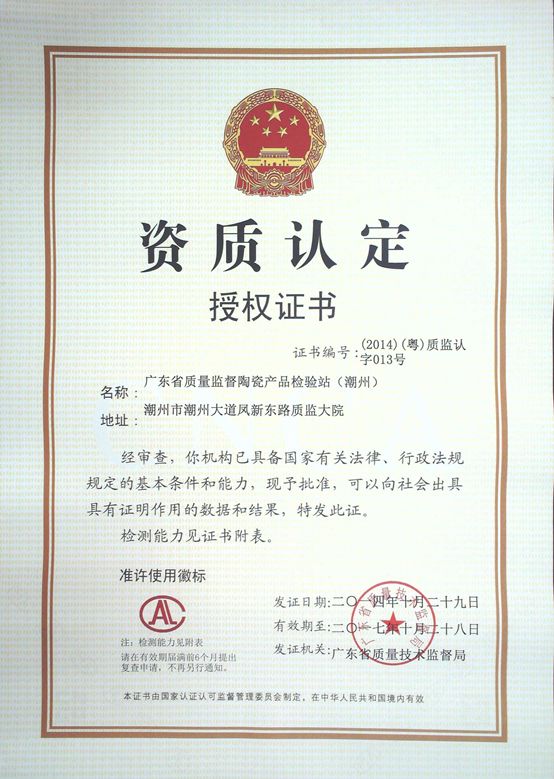 资质认定
授权证书
证书编号:(2014)(粤)质监认
字013号
名称:广东省质量监督陶瓷产品检验站（潮州）
地址:潮州市潮州大道凤新东路质监大院
经审查，你机构已具备国家有关法律、行政法规
规定的基本条件和能力，现予批准，可以向社会出具
具有证明作用的数据和结果，特发此证。
检测能力见证书附表。
准许使用徽标
CAL
注：检测能力见附表
请在有效期届满前6个月提出
复查申请，不再另行通知。
发证日期:二〇一四年十月二十九日
有效期至:二〇一七年十月二十八日
发证机关:广东省质量技术监督局
广东省质量技术监督局
本证书由国家认证认可监督管理委员会制定，在中华人民共和国境内有效